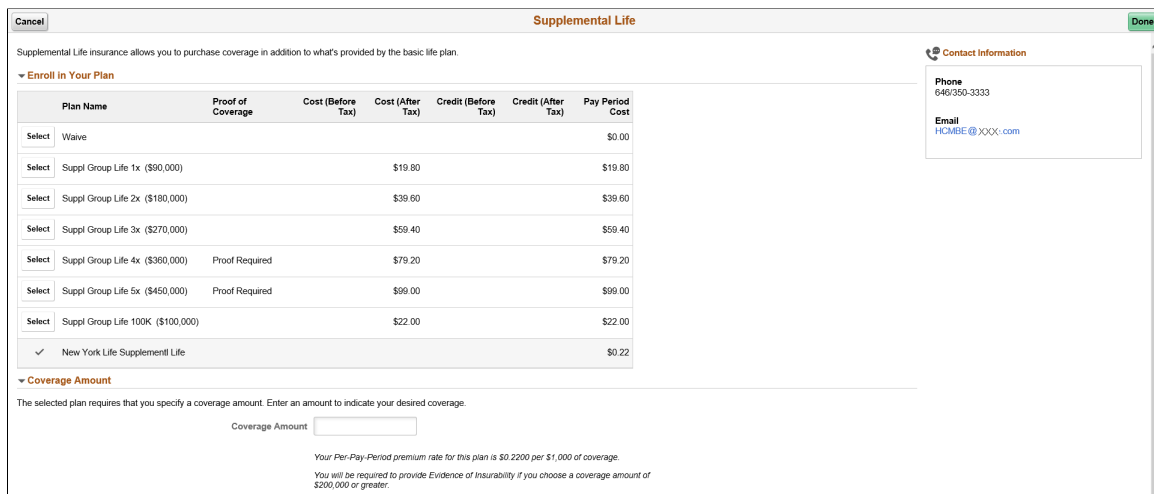 Cancel
Supplemental Life
Done
Supplemental Life insurance allows you to purchase coverage in addition to what's provided by the basic life plan.
Enroll in Your Plan
Plan Name Proof of Coverage Cost (Before Tax) Cost (After Tax) Credit (Before Tax) Credit (After Tax) Pay Period Cost
Select Waive $0.00
Select Suppl Group Life 1x ($90,000) $19.80 $19.80
Select Suppl Group Life 2x ($180,000) $39.60 $39.60
Select Suppl Group Life 3x ($270,000) $59.40 $59.40
Select Suppl Group Life 4x ($360,000) Proof Required $79.20 $79.20
Select Suppl Group Life 5x ($450,000) Proof Required $99.00 $99.00
Select Suppl Group Life 100K ($100,000) $22.00 $22.00
New York Life Supplementl Life $0.22
Coverage Amount
The selected plan requires that you specify a coverage amount. Enter an amount to indicate your desired coverage.
Coverage Amount
Your Per-Pay-Period premium rate for this plan is $0.2200 per $1,000 of coverage.
You will be required to provide Evidence of Insurability if you choose a coverage amount of
$200,000 or greater.
Contact Information
Phone
646/350-3333
Email
HCMBE@XXX.com